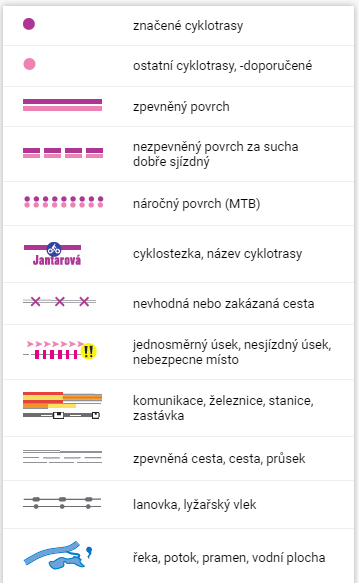 značené cyklotrasy
ostatní cyklotrasy, -doporučené
zpevněný povrch
nezpevněný povrch za sucha
dobře sjízdný
náročný povrch (MTB)
Jantarová
cyklostezka, název cyklotrasy
nevhodná nebo zakázaná cesta
!!
jednosměrný úsek, nesjízdný úsek,
nebezpecne místo
komunikace, železnice, stanice,
zastávka
zpevněná cesta, cesta, průsek
lanovka, lyžařský vlek
řeka, potok, pramen, vodní plocha